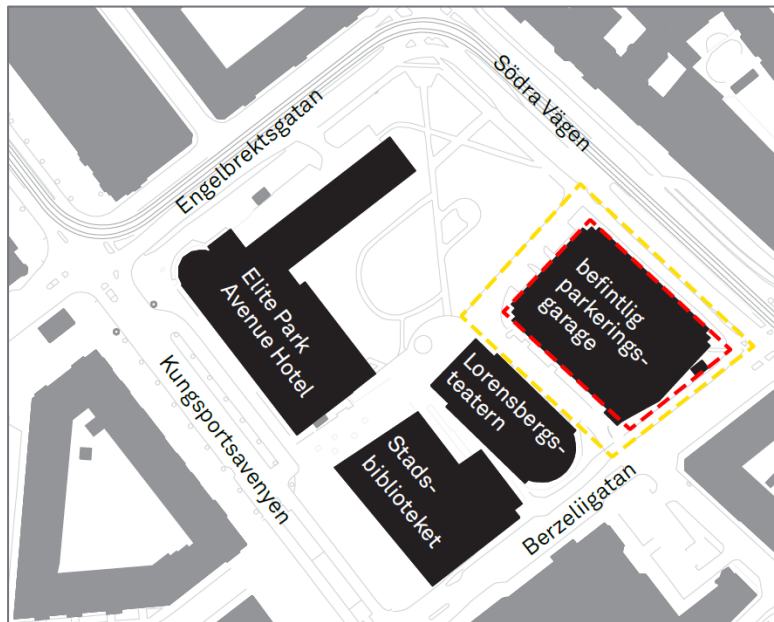 Engelbrektsgatan
Södra Vägen
Elite Park
Avenue Hotel
befintlig
parkerings-
garage
Lorensbergs-
teatern
Stads-
biblioteket
Kungsportsavenyen
Berzeliigatan